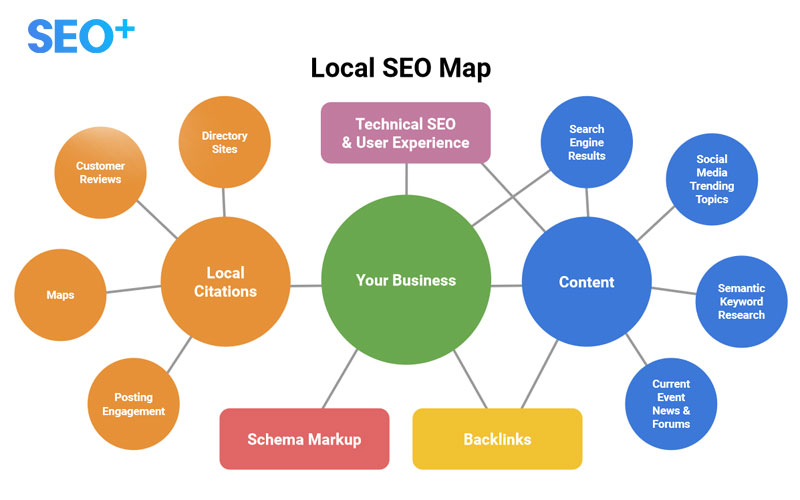 SEO+
Local SEO Map
Technical SEO
& User Experience
Directory
Sites
Customer
Reviews
Maps
Posting
Engagement
Local
Citations
Your Business
Content
Search
Engine
Results
Social
Media
Trending
Topics
Semantic
Keyword
Research
Current
Event
News &
Forums
Schema Markup
Backlinks